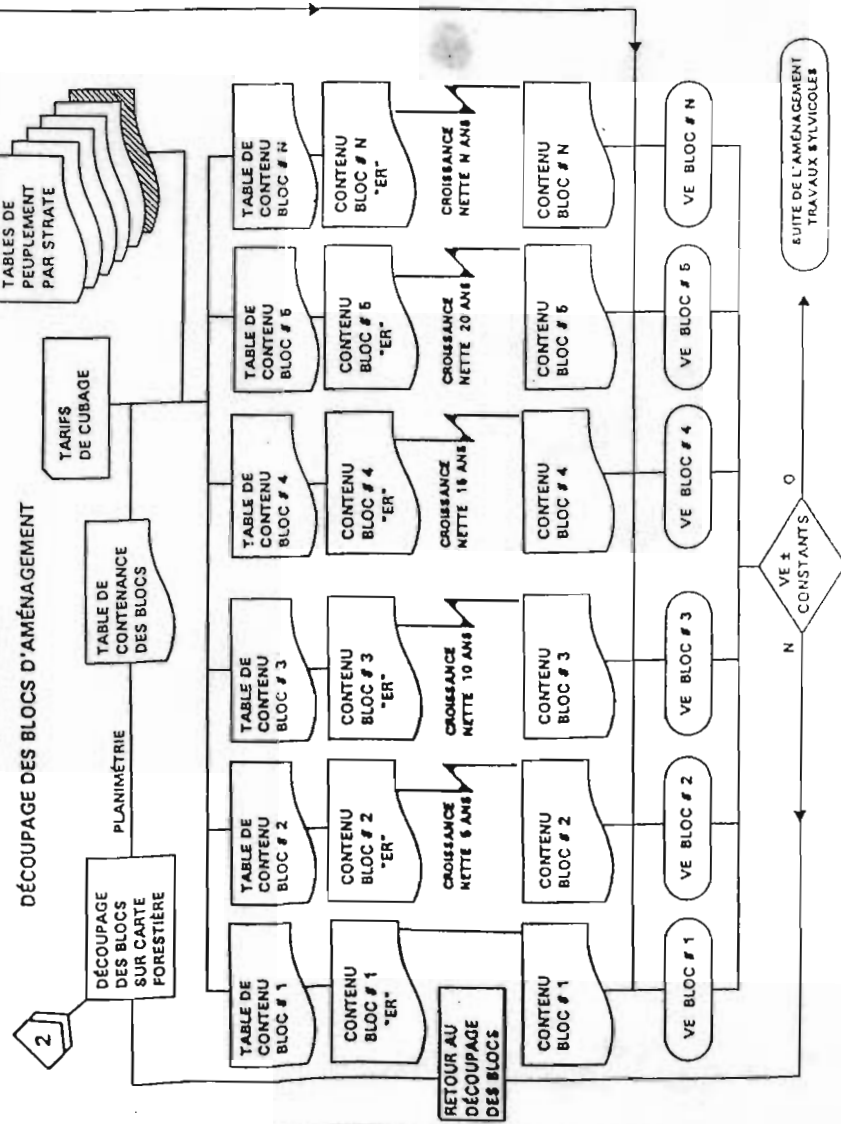 DÉCOUPAGE DES BLOCS D'AMÉNAGEMENT
2
DÉCOUPAGE
DES BLOCS
SUR CARTE
FORESTIÈRE
PLANIMÉTRIE
TABLE DE
CONTENANCE
DES BLOCS
TARIFS
DE CUBAGE
TABLES DE
PEUPLEMENT
PAR STRATE
TABLE DE
CONTENU
BLOC # 1
TABLE DE
CONTENU
BLOC # 2
TABLE DE
CONTENU
BLOC # 3
TABLE DE
CONTENU
BLOC # 4
TABLE DE
CONTENU
BLOC # 5
TABLE DE
CONTENU
BLOC # N
CONTENU
BLOC # 1
"ER"
CONTENU
BLOC # 2
"ER"
CONTENU
BLOC # 3
"ER"
CONTENU
BLOC # 4
"ER"
CONTENU
BLOC # 5
"ER"
CONTENU
BLOC # N
"ER"
CROISSANCE
NETTE 5 ANS
CROISSANCE
NETTE 10 ANS
CROISSANCE
NETTE 15 ANS
CROISSANCE
NETTE 20 ANS
CROISSANCE
NETTE N ANS
RETOUR AU
DÉCOUPAGE
DES BLOCS
CONTENU
BLOC # 1
CONTENU
BLOC # 2
CONTENU
BLOC # 3
CONTENU
BLOC # 4
CONTENU
BLOC # 5
CONTENU
BLOC # N
VE BLOC # 1
VE BLOC # 2
VE BLOC # 3
VE BLOC # 4
VE BLOC # 5
VE BLOC # N
N
VE ±
CONSTANTS
O
SUITE DE L'AMÉNAGEMENT
TRAVAUX SYLVICOLES